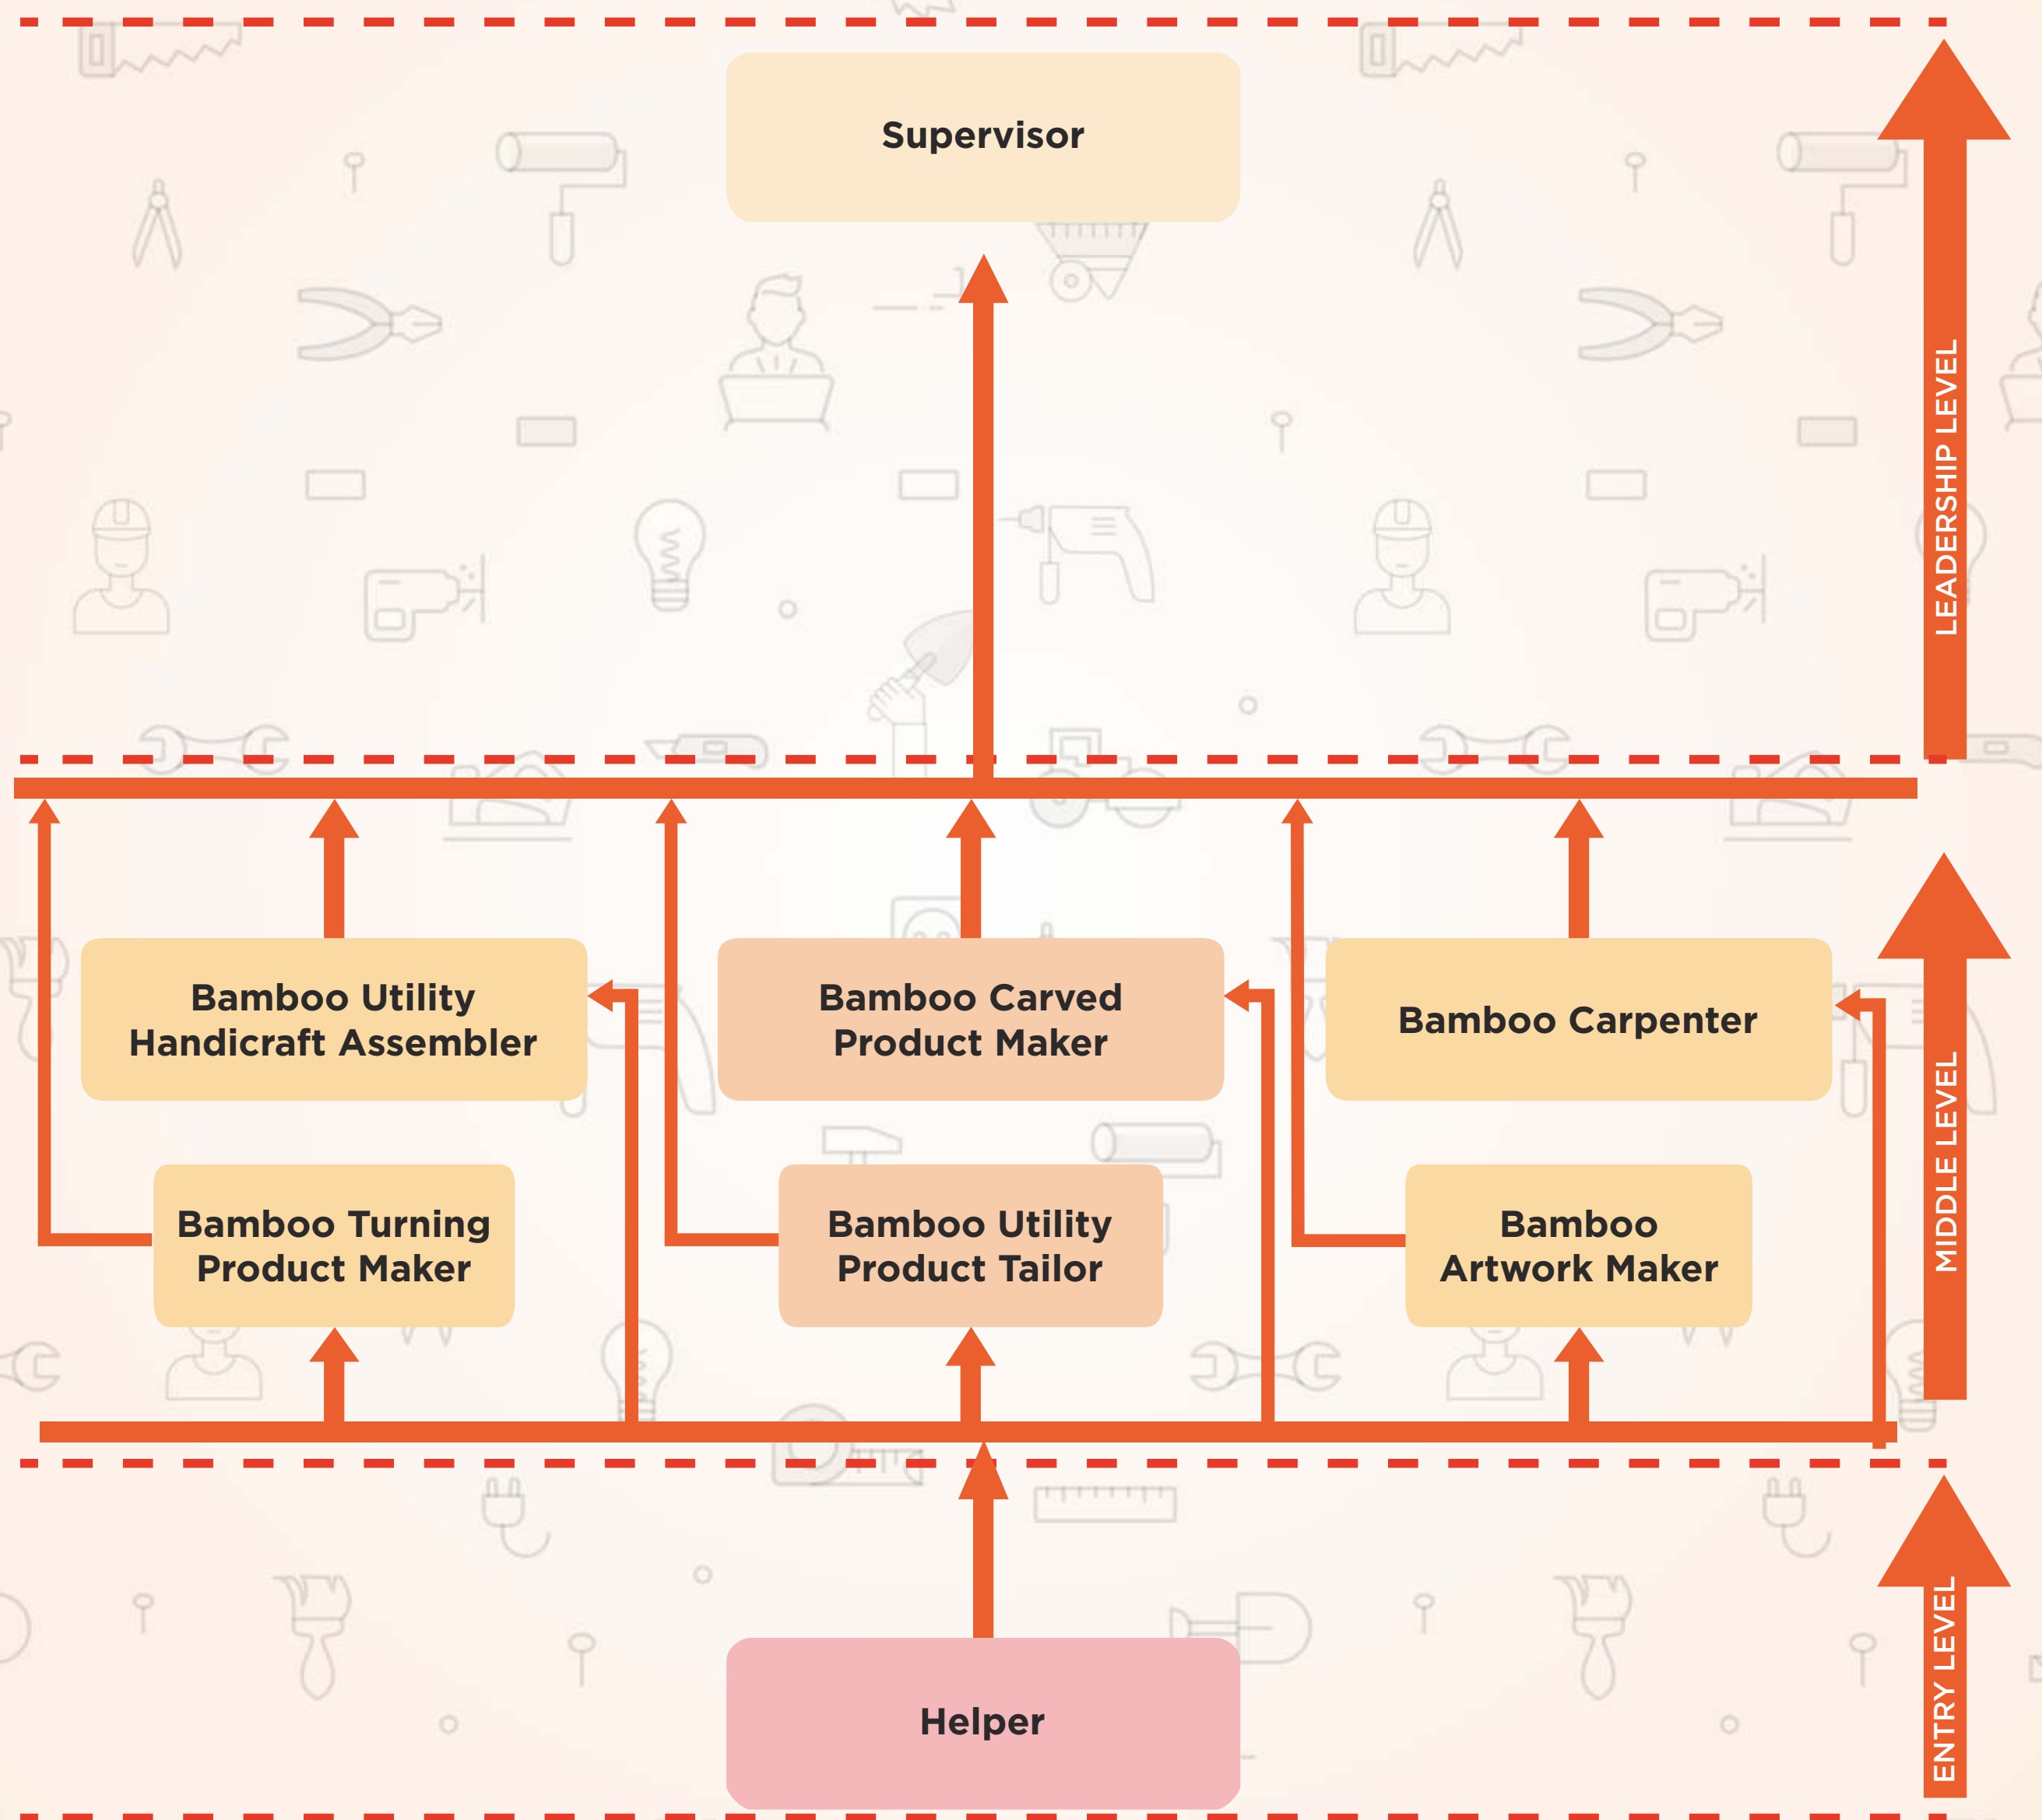 Supervisor
LEADERSHIP LEVEL
Bamboo Utility
Handicraft Assembler
Bamboo Carved
Product Maker
Bamboo Carpenter
Bamboo Turning
Product Maker
Bamboo Utility
Product Tailor
Bamboo
Artwork Maker
MIDDLE LEVEL
Helper
ENTRY LEVEL